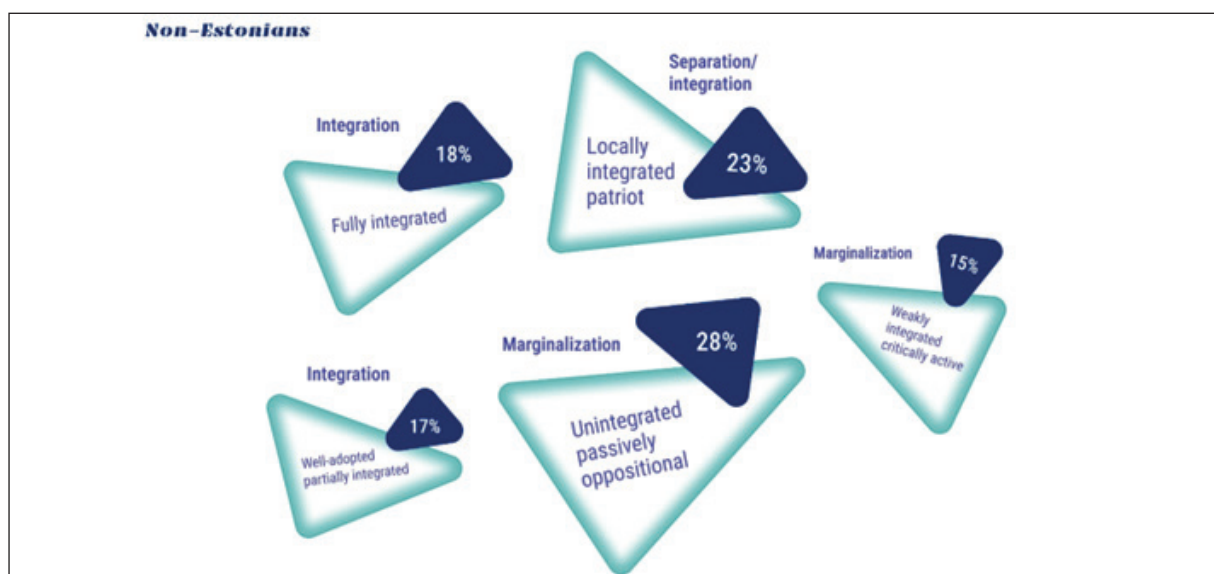 Non-Estonians
Integration
18%
Fully integrated
Separation/
integration
23%
Locally
integrated
patriot
Marginalization
15%
Weakly
integrated
critically active
Integration
17%
Well-adopted
partially integrated
Marginalization
28%
Unintegrated
passively
oppositional